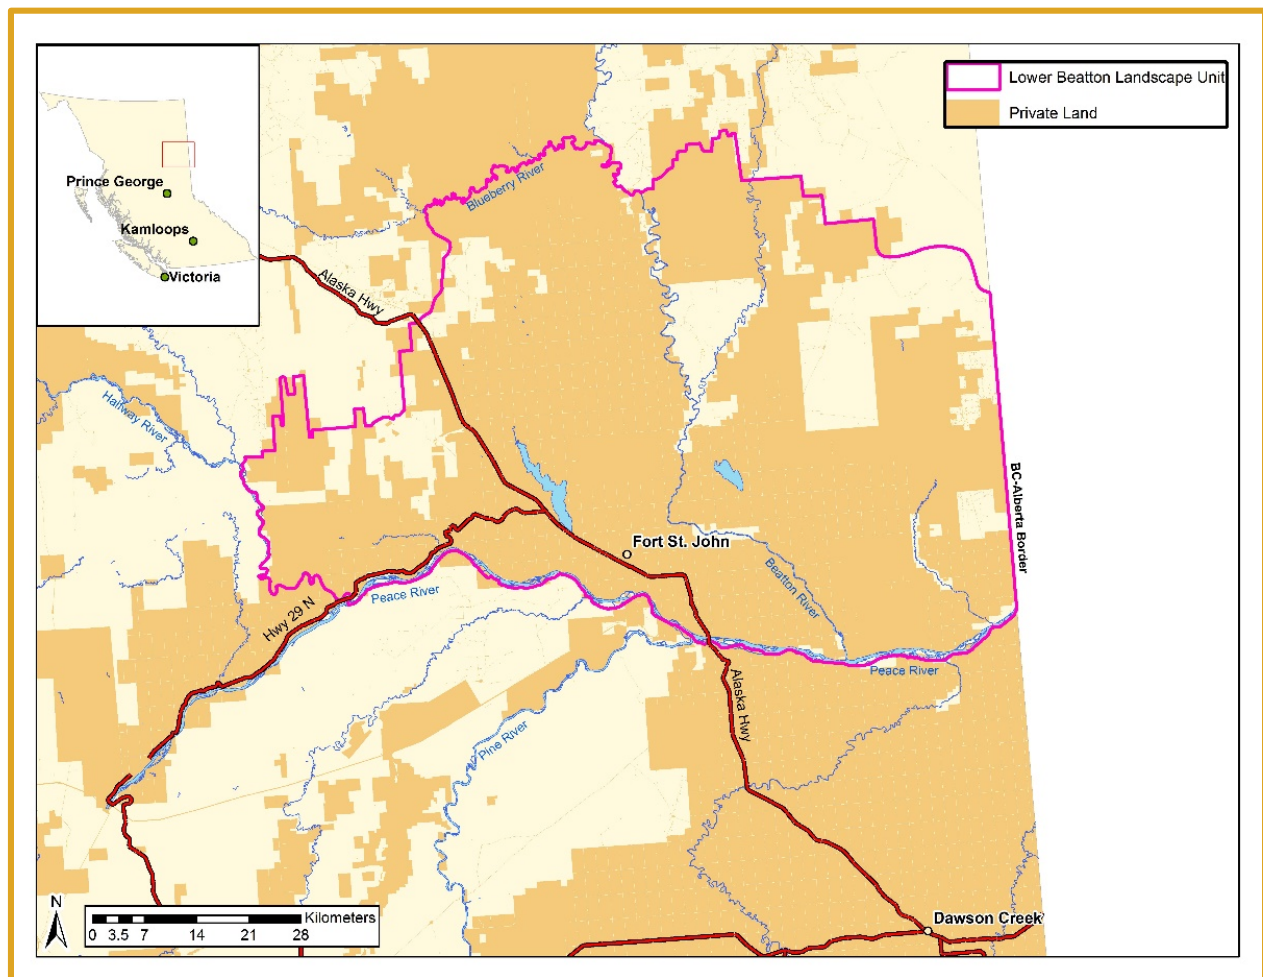 Lower Beatton Landscape Unit
Private Land
Prince George
Kamloops
Victoria
Blueberry River
Alaska Hwy
Halfway River
BC-Alberta Border
Fort St. John
Beatton River
Peace River
Hwy 29 N
Peace River
Alaska Hwy
Pine River
N
Kilometers
0 3.5 7 14 21 28
Dawson Creek